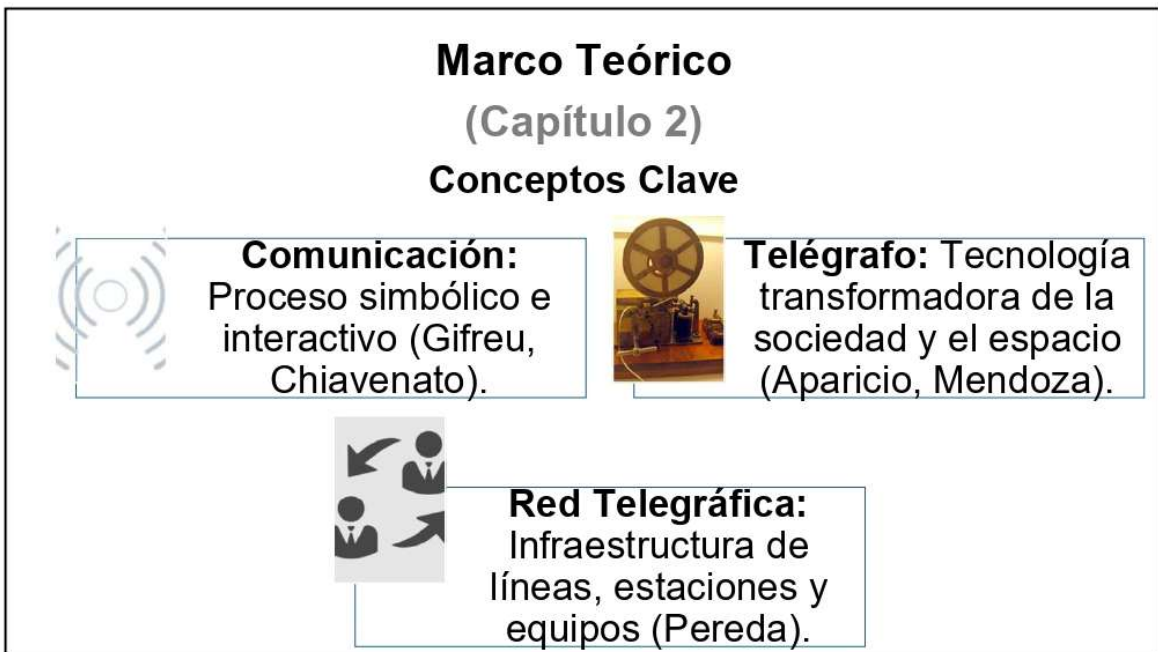 Marco Teórico
(Capítulo 2)
Conceptos Clave
Comunicación:
Proceso simbólico e
interactivo (Gifreu,
Chiavenato).
Telégrafo: Tecnología
transformadora de la
sociedad y el espacio
(Aparicio, Mendoza).
Red Telegráfica:
Infraestructura de
líneas, estaciones y
equipos (Pereda).